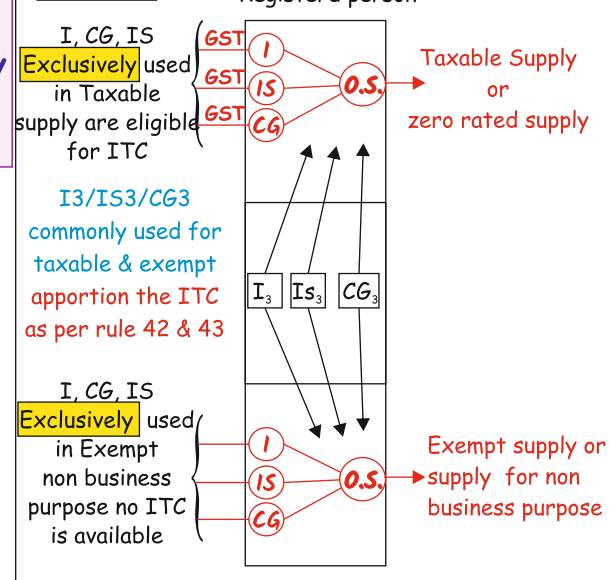 Register a person
I, CG, IS
Exclusively used
in Taxable
supply are eligible
for ITC
GST
GST
GST
I
IS
CG
O.S.
Taxable Supply
or
zero rated supply
I3/IS3/CG3
commonly used for
taxable & exempt
apportion the ITC
as per rule 42 & 43
I₃ Is₃ CG₃
I, CG, IS
Exclusively used
in Exempt
non business
purpose no ITC
is available
I
IS
CG
O.S.
Exempt supply or
supply for non
business purpose